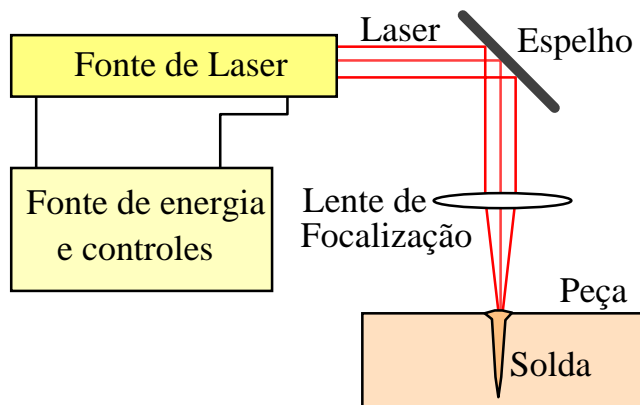 Laser
Espelho
Fonte de Laser
Fonte de energia
e controles
Lente de
Focalização
Peça
Solda